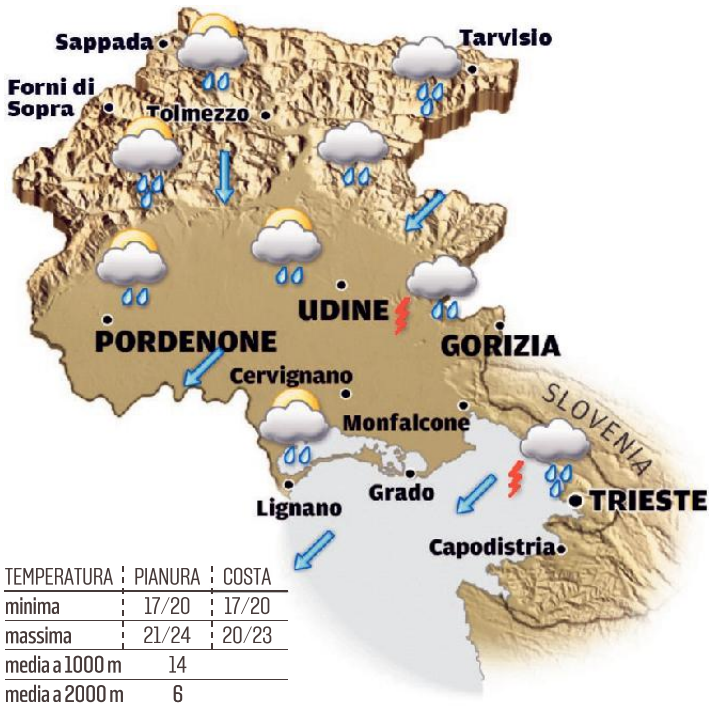 Sappada
Tarvisio
Forni di
Sopra
Tolmezzo
UDINE
PORDENONE
GORIZIA
Cervignano
SLOVENIA
Monfalcone
Lignano
Grado
TRIESTE
Capodistria
TEMPERATURA PIANURA COSTA
minima 17/20 17/20
massima 21/24 20/23
media a 1000 m 14
media a 2000 m 6